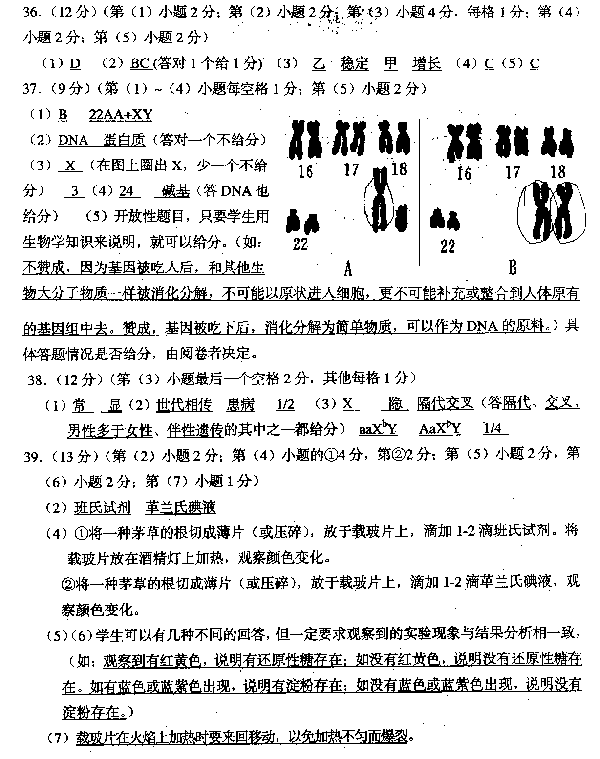 36.(12分)(第(1)小题2分;第(2)小题2分;第(3)小题4分.每格1分;第(4)
小题2分;第(5)小题2分)
(1)D (2)BC(答对1个给1分) (3) 乙 稳定 甲 增长 (4)C(5)C
37.(9分)(第(1)~(4)小题每空格1分;第(5)小题2分)
(1)B 22AA+XY
(2)DNA 蛋白质(答对一个不给分)
(3) X (在图上圈出X,少一个不给
分) 3 (4)24 碱基(答DNA也
给分) (5)开放性题目,只要学生用
生物学知识来说明,就可以给分。(如:
不赞成,因为基因被吃人后,和其他生
16 17 18
22
A
16 17 18
22
B
物大分子物质一样被消化分解,不可能以原状进入细胞,更不可能补充或整合到人体原有
的基因组中去。赞成,基因被吃下后,消化分解为简单物质,可以作为DNA的原料。)具
体答题情况是否给分,由阅卷者决定。
38.(12分)(第(3)小题最后一个空格2分.其他每格1分)
(1)常 显(2)世代相传 患病 1/2 (3)X 隐 隔代交叉(答隔代、交叉、
男性多于女性、伴性遗传的其中之一都给分) aaXᵇY AaXᵇY 1/4
39.(13分)(第(2)小题2分;第(4)小题的①4分,第②2分;第(5)小题2分,第
(6)小题2分;第(7)小题1分)
(2)班氏试剂 革兰氏碘液
(4)①将一种茅草的根切成薄片(或压碎),放于载玻片上,滴加1-2滴班氏试剂。将
载玻片放在酒精灯上加热,观察颜色变化。
②将一种茅草的根切成薄片(或压碎),放于载玻片上,滴加1-2滴革兰氏碘液,观
察颜色变化。
(5)(6)学生可以有几种不同的回答,但一定要求观察到的实验现象与结果分析相一致,
(如:观察到有红黄色,说明有还原性糖存在;如没有红黄色,说明没有还原性糖存
在。如有蓝色或蓝紫色出现,说明有淀粉存在;如没有蓝色或蓝紫色出现,说明没有
淀粉存在。)
(7)载玻片在火焰上加热时要来回移动,以免加热不匀而爆裂。